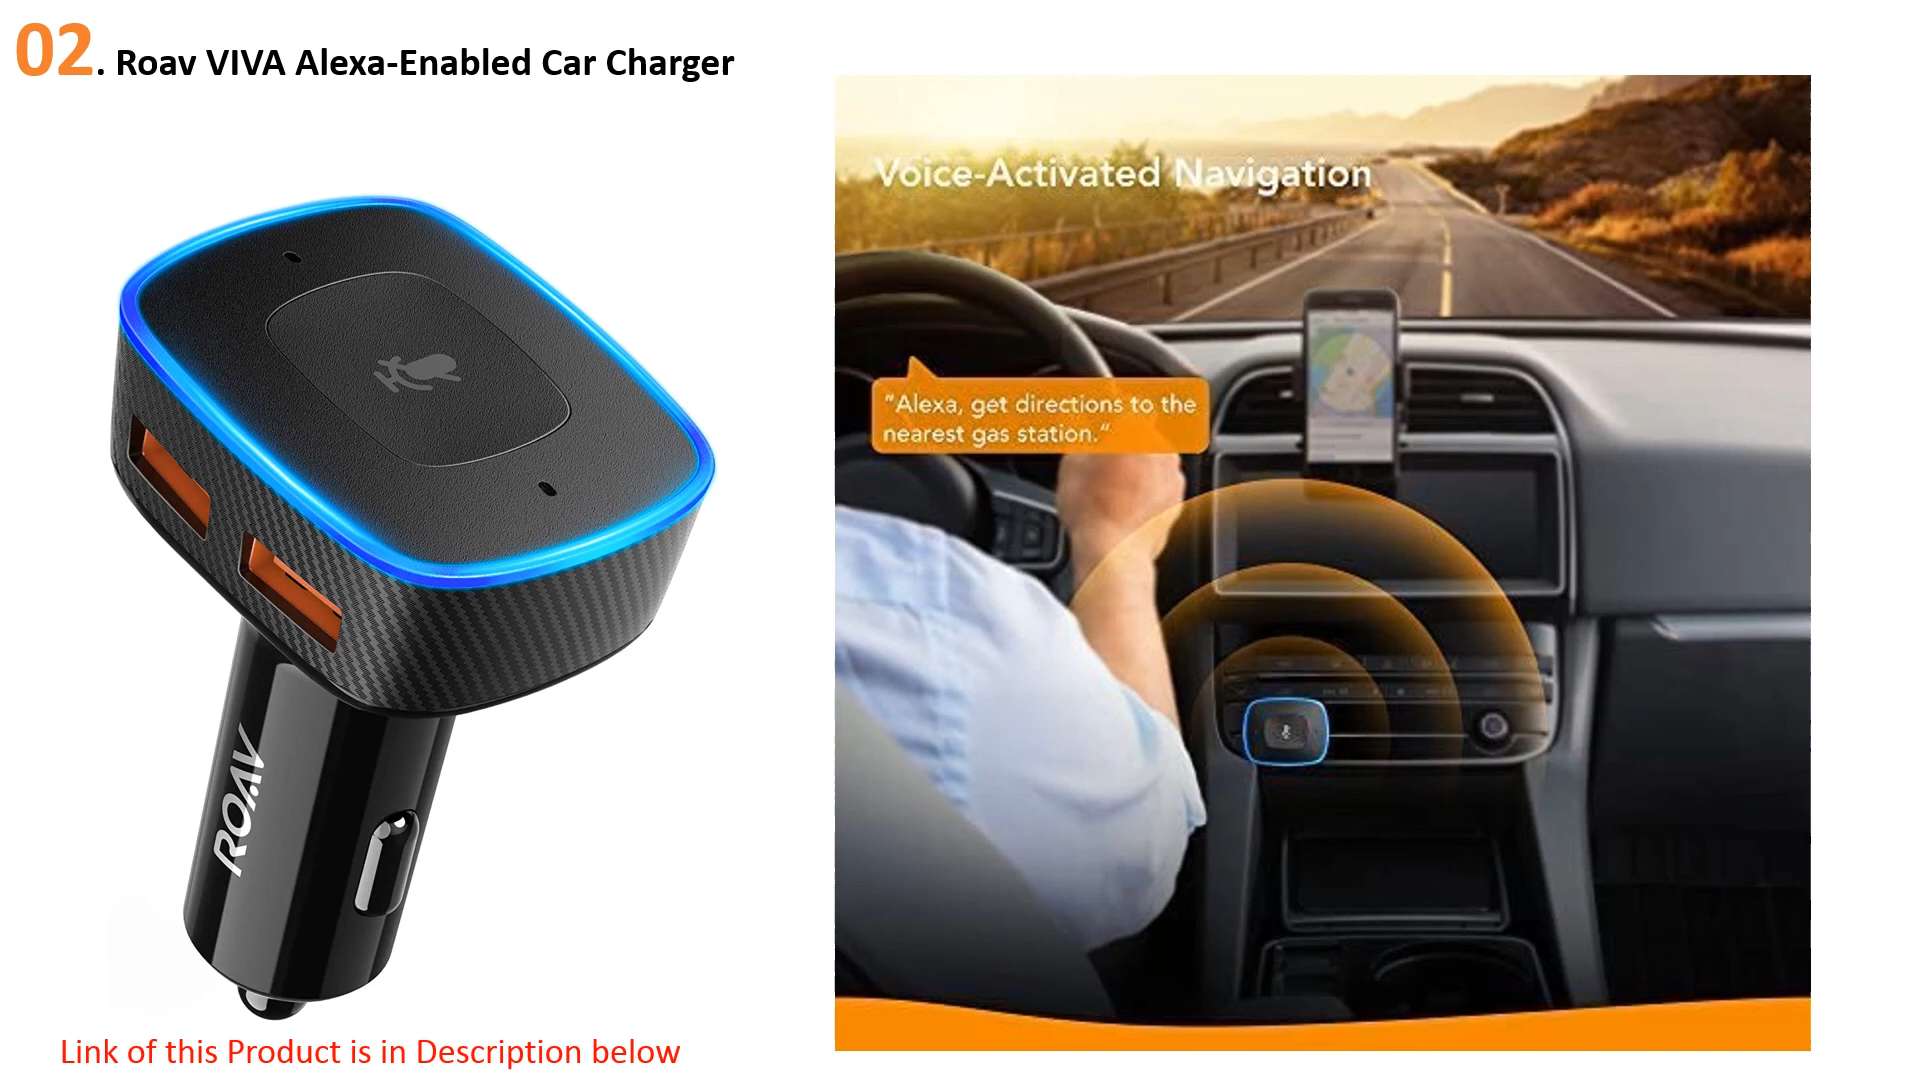 02. Roav VIVA Alexa-Enabled Car Charger
Voice-Activated Navigation
"Alexa, get directions to the
nearest gas station."
ROAV
Link of this Product is in Description below